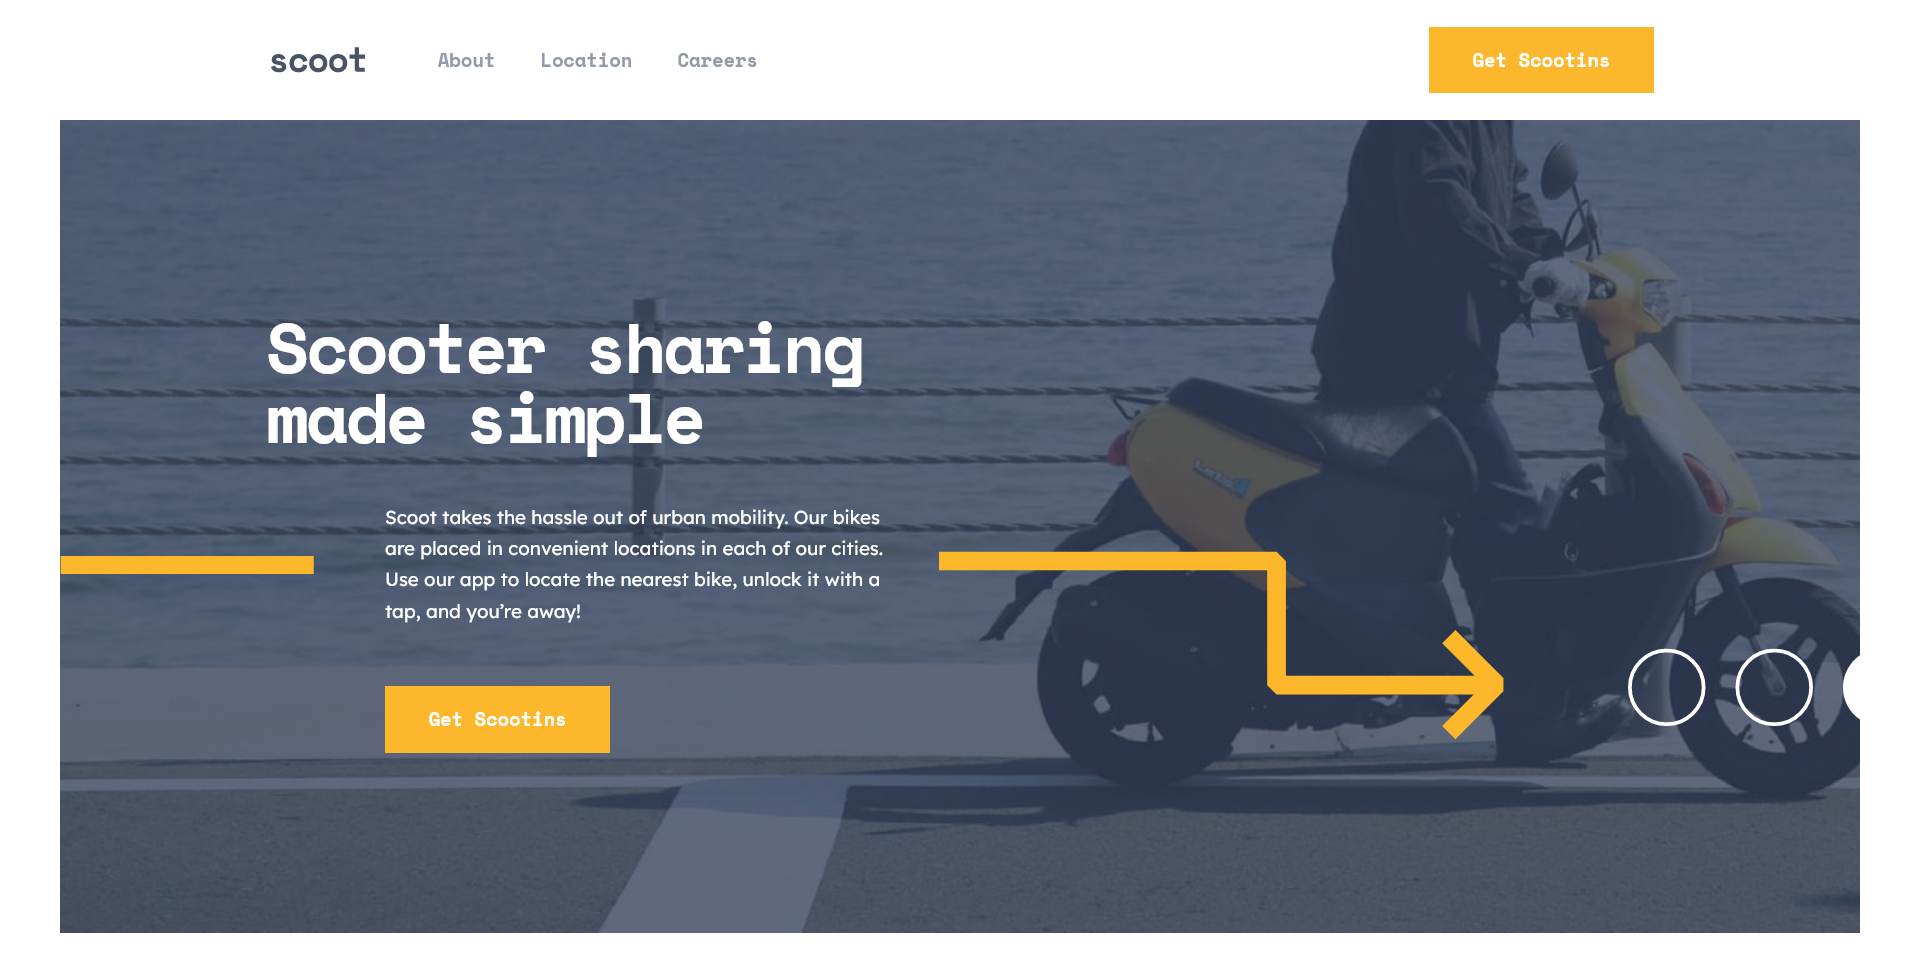 scoot
About
Location
Careers
Get Scootins
Scooter sharing
made simple
Scoot takes the hassle out of urban mobility. Our bikes
are placed in convenient locations in each of our cities.
Use our app to locate the nearest bike, unlock it with a
tap, and you’re away!
Get Scootins